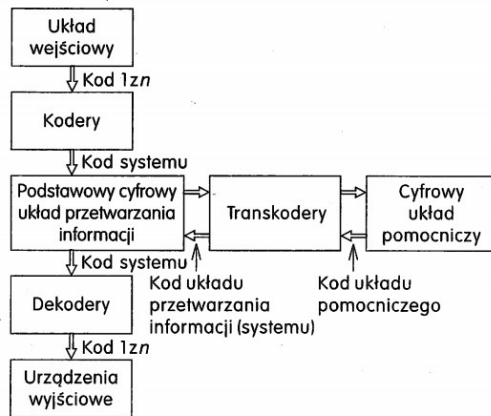 Układ
wejściowy
Kod 1zn
Kodery
Kod systemu
Podstawowy cyfrowy
układ przetwarzania
informacji
Transkodery
Cyfrowy
układ
pomocniczy
Kod systemu
Kod układu
przetwarzania
informacji (systemu)
Kod układu
pomocniczego
Dekodery
Kod 1zn
Urządzenia
wyjściowe